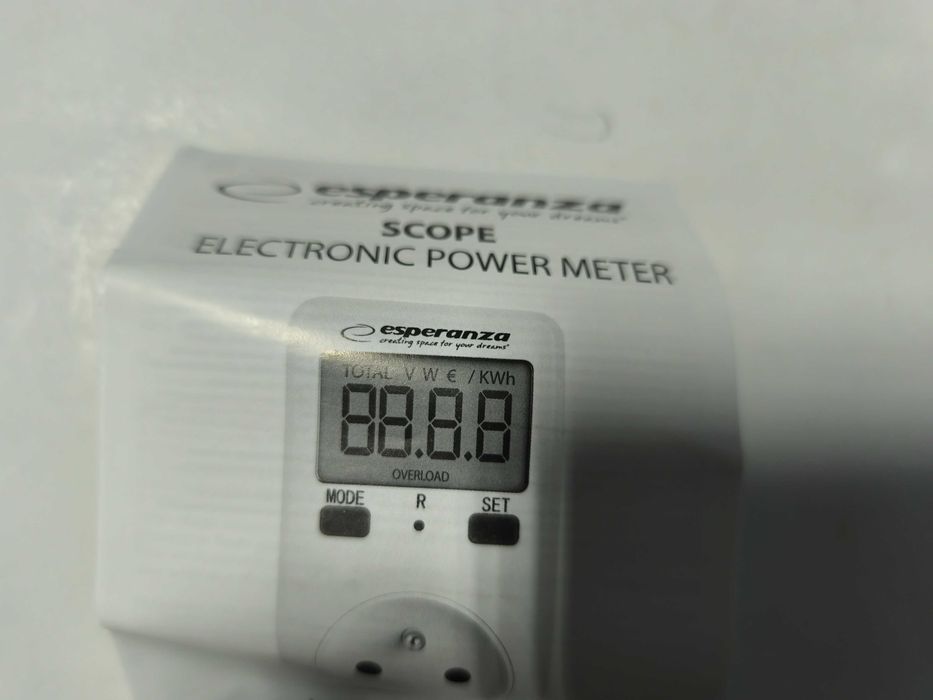 esperanza
creating space for your dreams®
SCOPE
ELECTRONIC POWER METER
esperanza
creating space for your dreams®
TOTAL V W € / KWh
88.8.8
OVERLOAD
MODE R SET